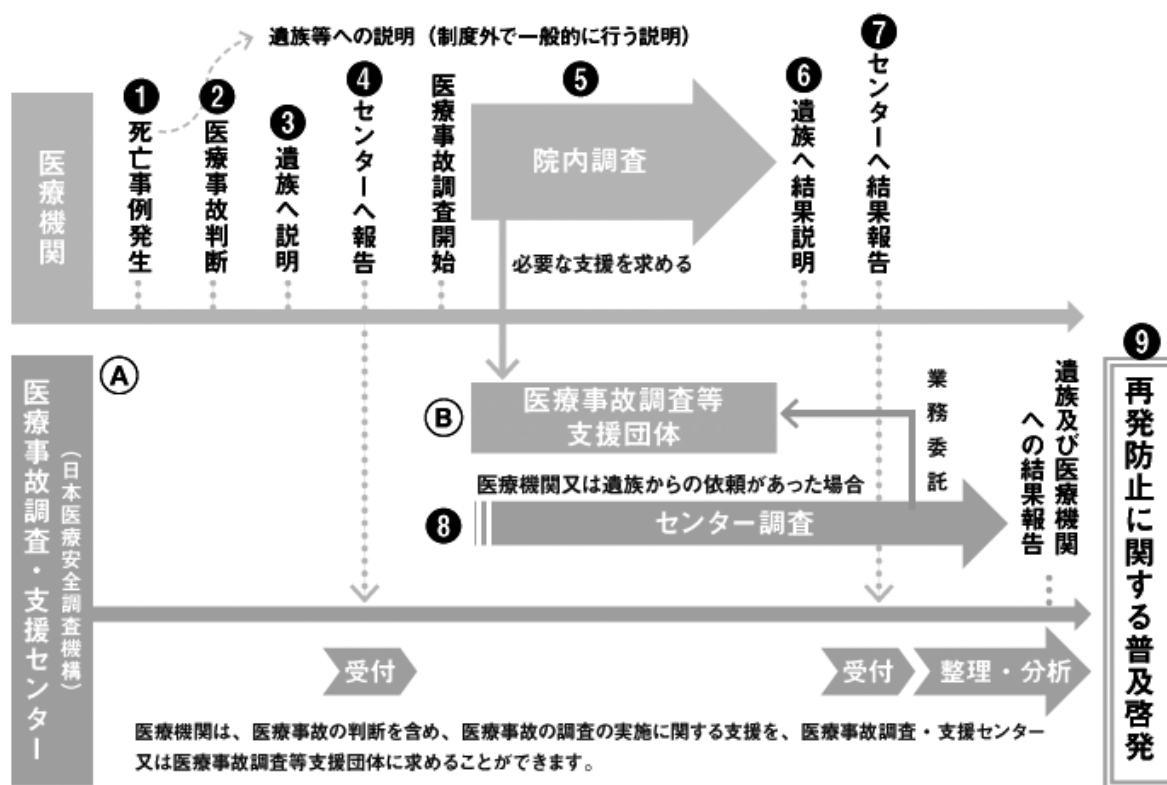 遺族等への説明（制度外で一般的に行う説明）
医療機関
❶死亡事例発生
❷医療事故判断
❸遺族へ説明
❹センターへ報告
医療事故調査開始
❺
院内調査
必要な支援を求める
❻遺族へ結果説明
❼センターへ結果報告
医療事故調査・支援センター
（日本医療安全調査機構）
Ⓐ
Ⓑ
医療事故調査等
支援団体
業務委託
医療機関又は遺族からの依頼があった場合
❽
センター調査
遺族及び医療機関
への結果報告
❾再発防止に関する普及啓発
受付
受付
整理・分析
医療機関は、医療事故の判断を含め、医療事故の調査の実施に関する支援を、医療事故調査・支援センター
又は医療事故調査等支援団体に求めることができます。